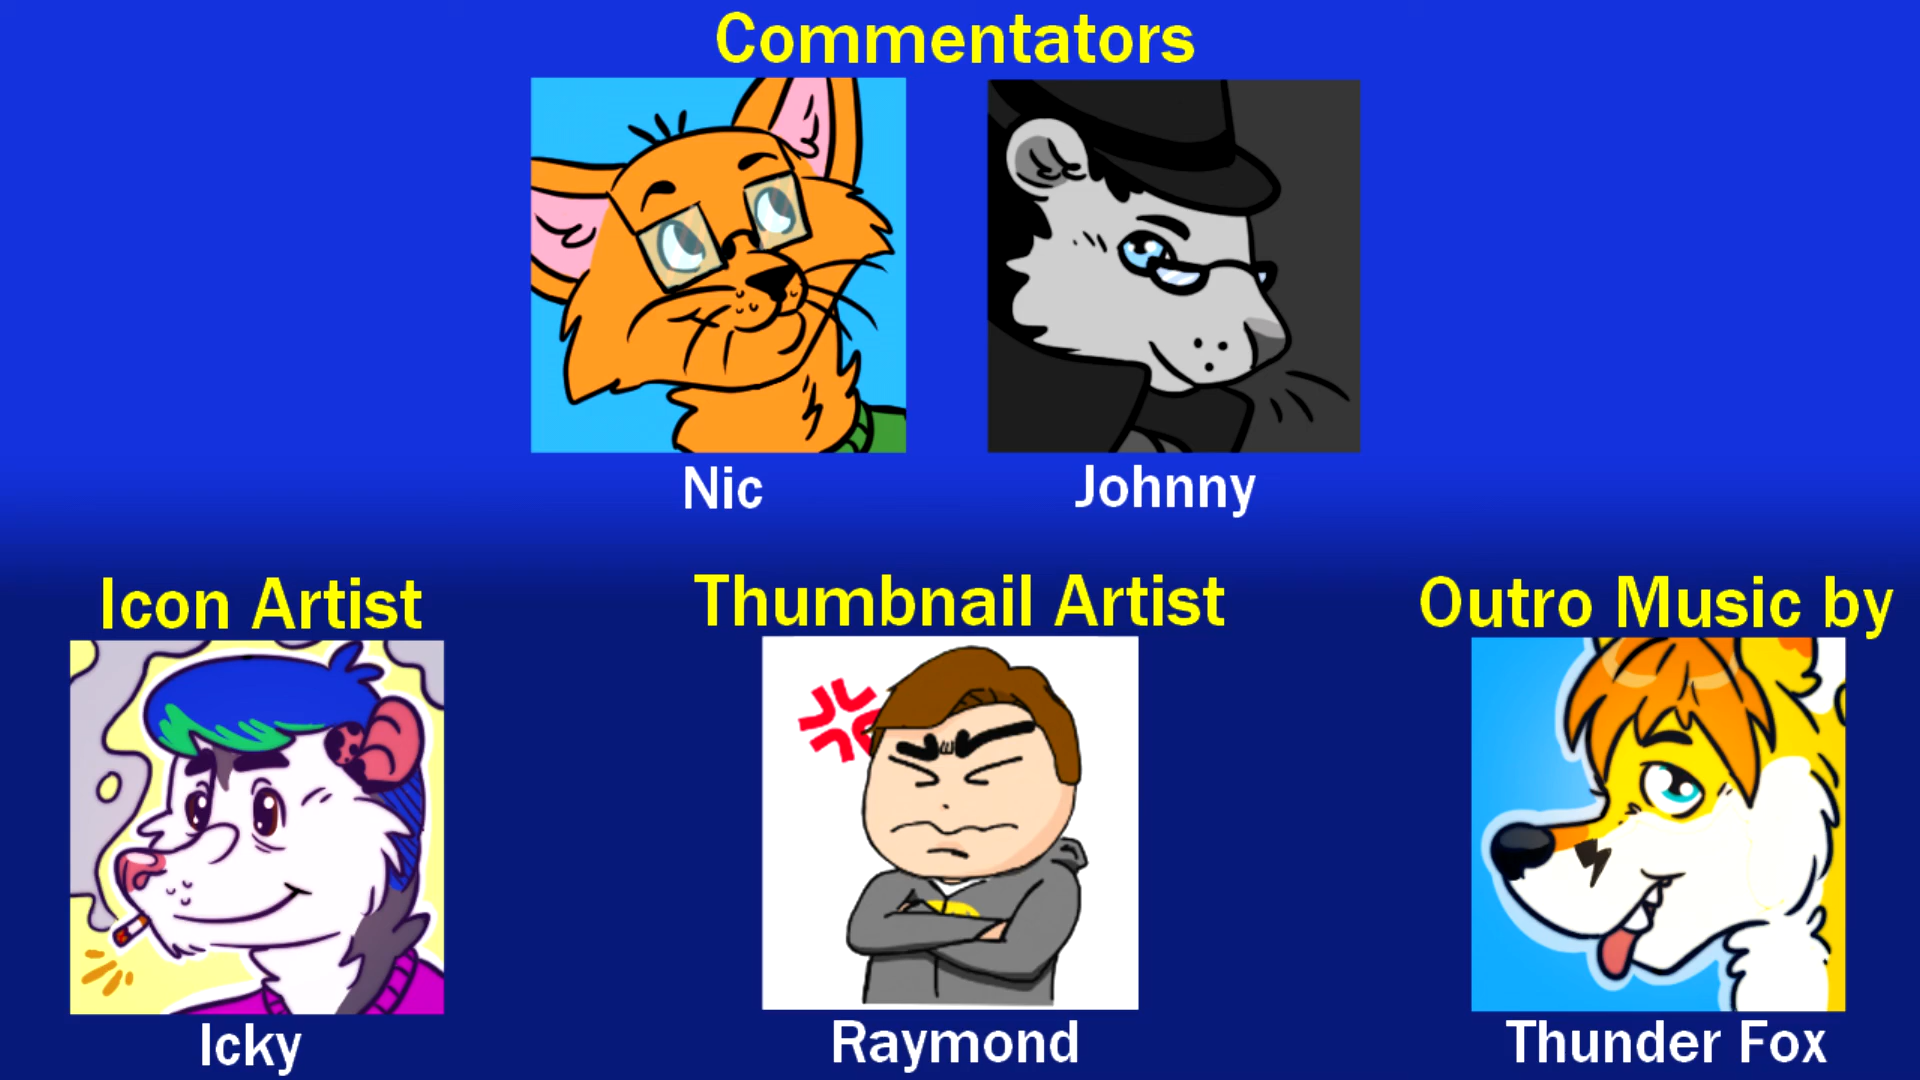 Commentators
Nic
Johnny
Icon Artist
Icky
Thumbnail Artist
Raymond
Outro Music by
Thunder Fox